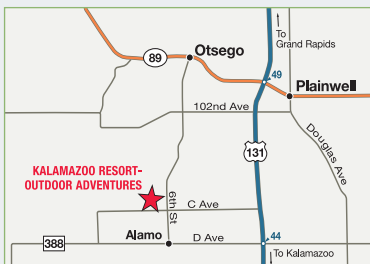 To
Grand Rapids
Otsego
89
49
Plainwell
102nd Ave
Douglas Ave
131
KALAMAZOO RESORT-
OUTDOOR ADVENTURES
6th St
C Ave
388
Alamo
D Ave
44
To Kalamazoo